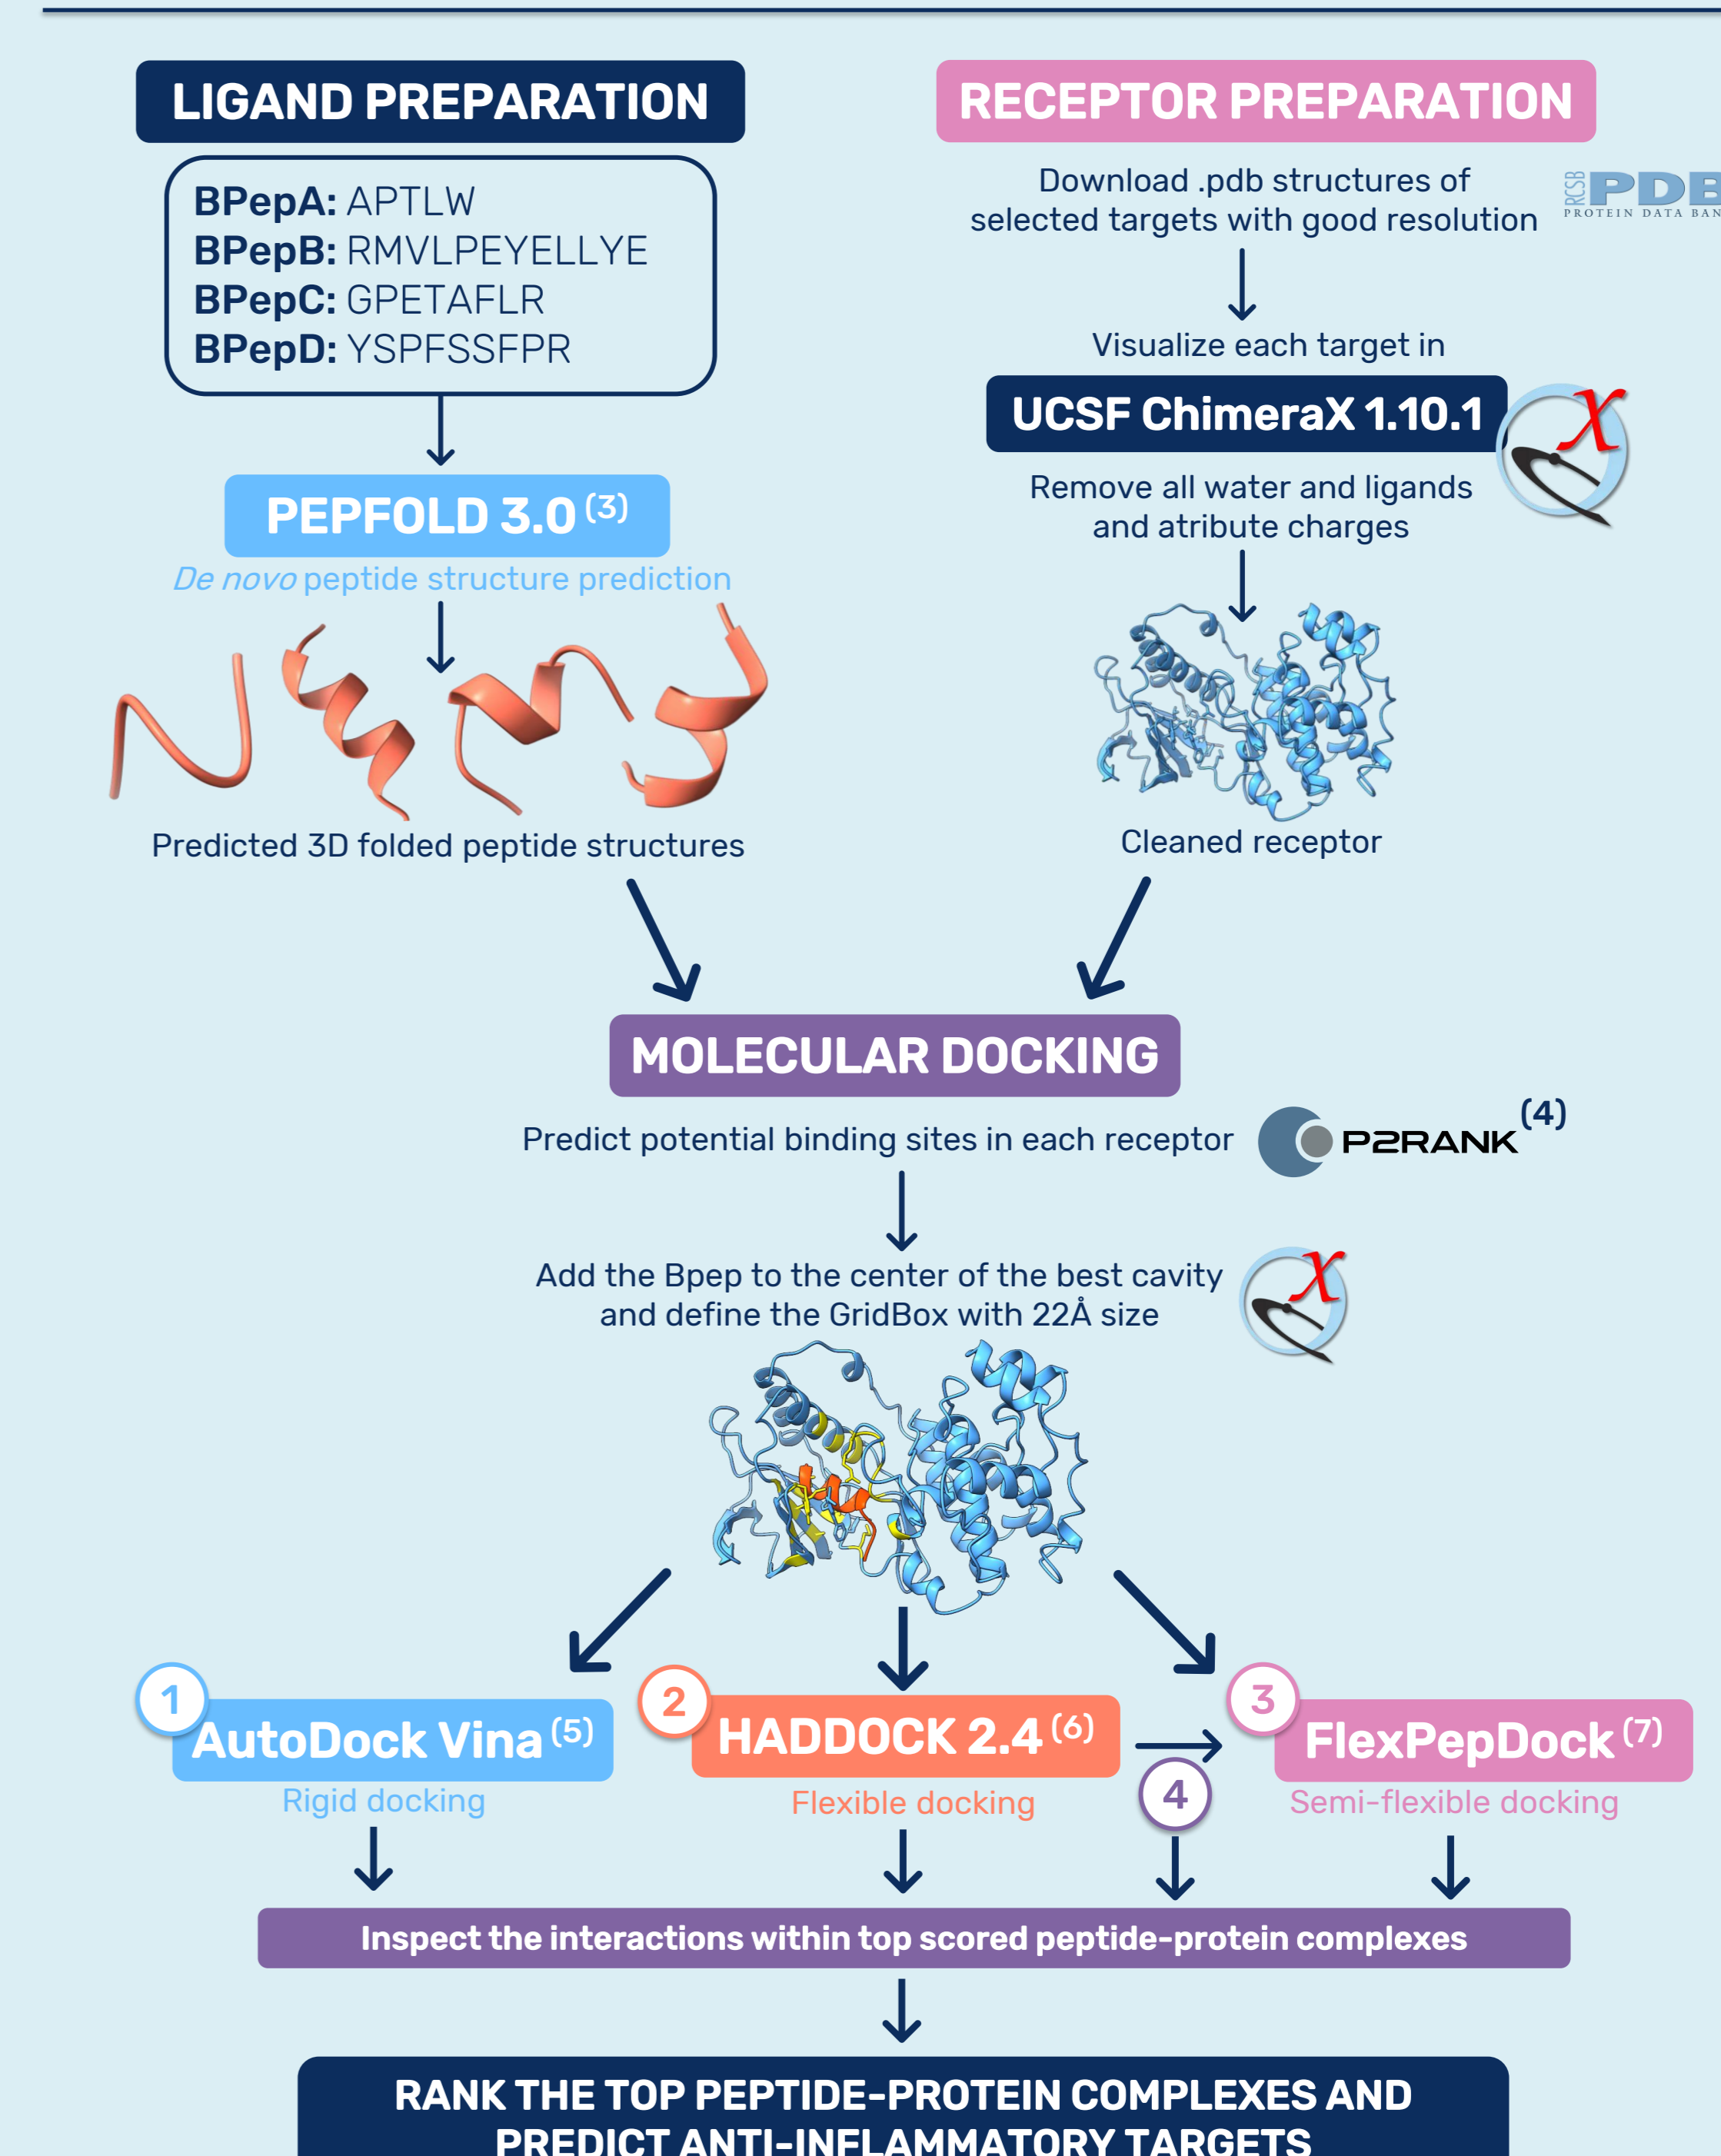 LIGAND PREPARATION
BPepA: APTLW
BPepB: RMVLPEYELLYE
BPepC: GPETAFLR
BPepD: YSPFSSFPR
PEPFOLD 3.0 (3)
De novo peptide structure prediction
Predicted 3D folded peptide structures
RECEPTOR PREPARATION
Download .pdb structures of
selected targets with good resolution
RCSB PDB
PROTEIN DATA BAN
Visualize each target in
UCSF ChimeraX 1.10.1
X
Remove all water and ligands
and atribute charges
Cleaned receptor
MOLECULAR DOCKING
Predict potential binding sites in each receptor
P2RANK (4)
Add the Bpep to the center of the best cavity
and define the GridBox with 22Å size
X
1
AutoDock Vina (5)
Rigid docking
2
HADDOCK 2.4 (6)
Flexible docking
4
3
FlexPepDock (7)
Semi-flexible docking
Inspect the interactions within top scored peptide-protein complexes
RANK THE TOP PEPTIDE-PROTEIN COMPLEXES AND
PREDICT ANTI-INFLAMMATORY TARGETS